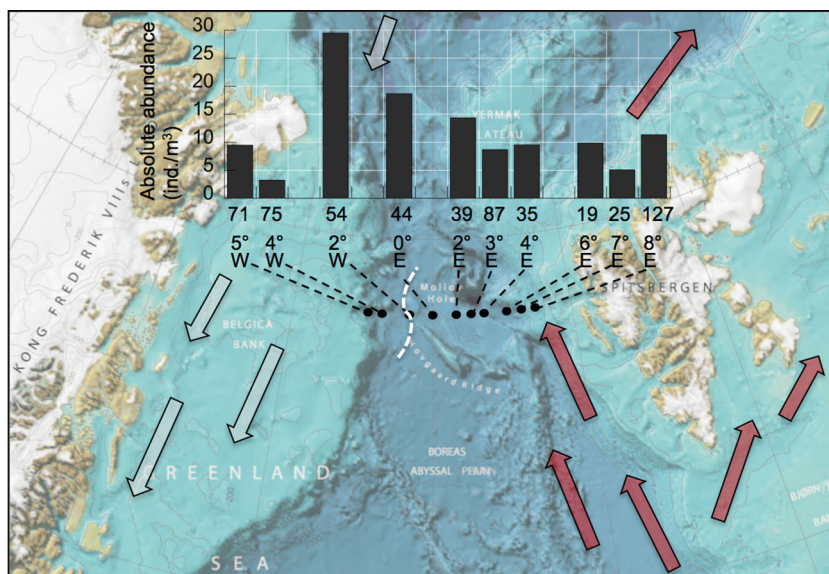 30
25
20
15
10
5
0
Absolute abundance
(ind./m³)
71 75 54 44 39 87 35 19 25 127
5° W
4° W
2° W
0° E
2° E
3° E
4° E
6° E
7° E
8° E
YERMAK
PLATEAU
KONG FREDERIK VIIIs
SPITSBERGEN
Molloy
Hole
BELGICA
BANK
Hovgaard Ridge
BOREAS
ABYSSAL PLAIN
GREENLAND
SEA
BJØRN
200
200